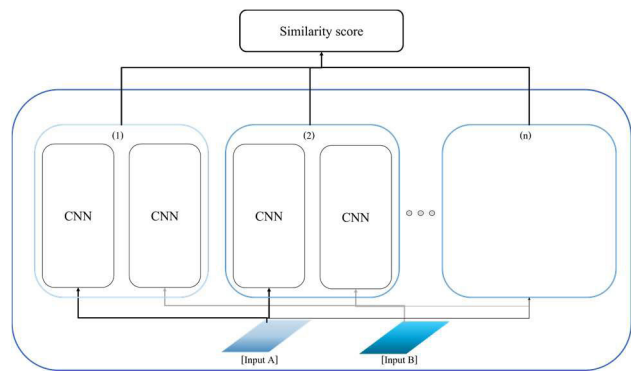 Similarity score
(1)
(2)
(n)
CNN
CNN
CNN
CNN
[Input A]
[Input B]